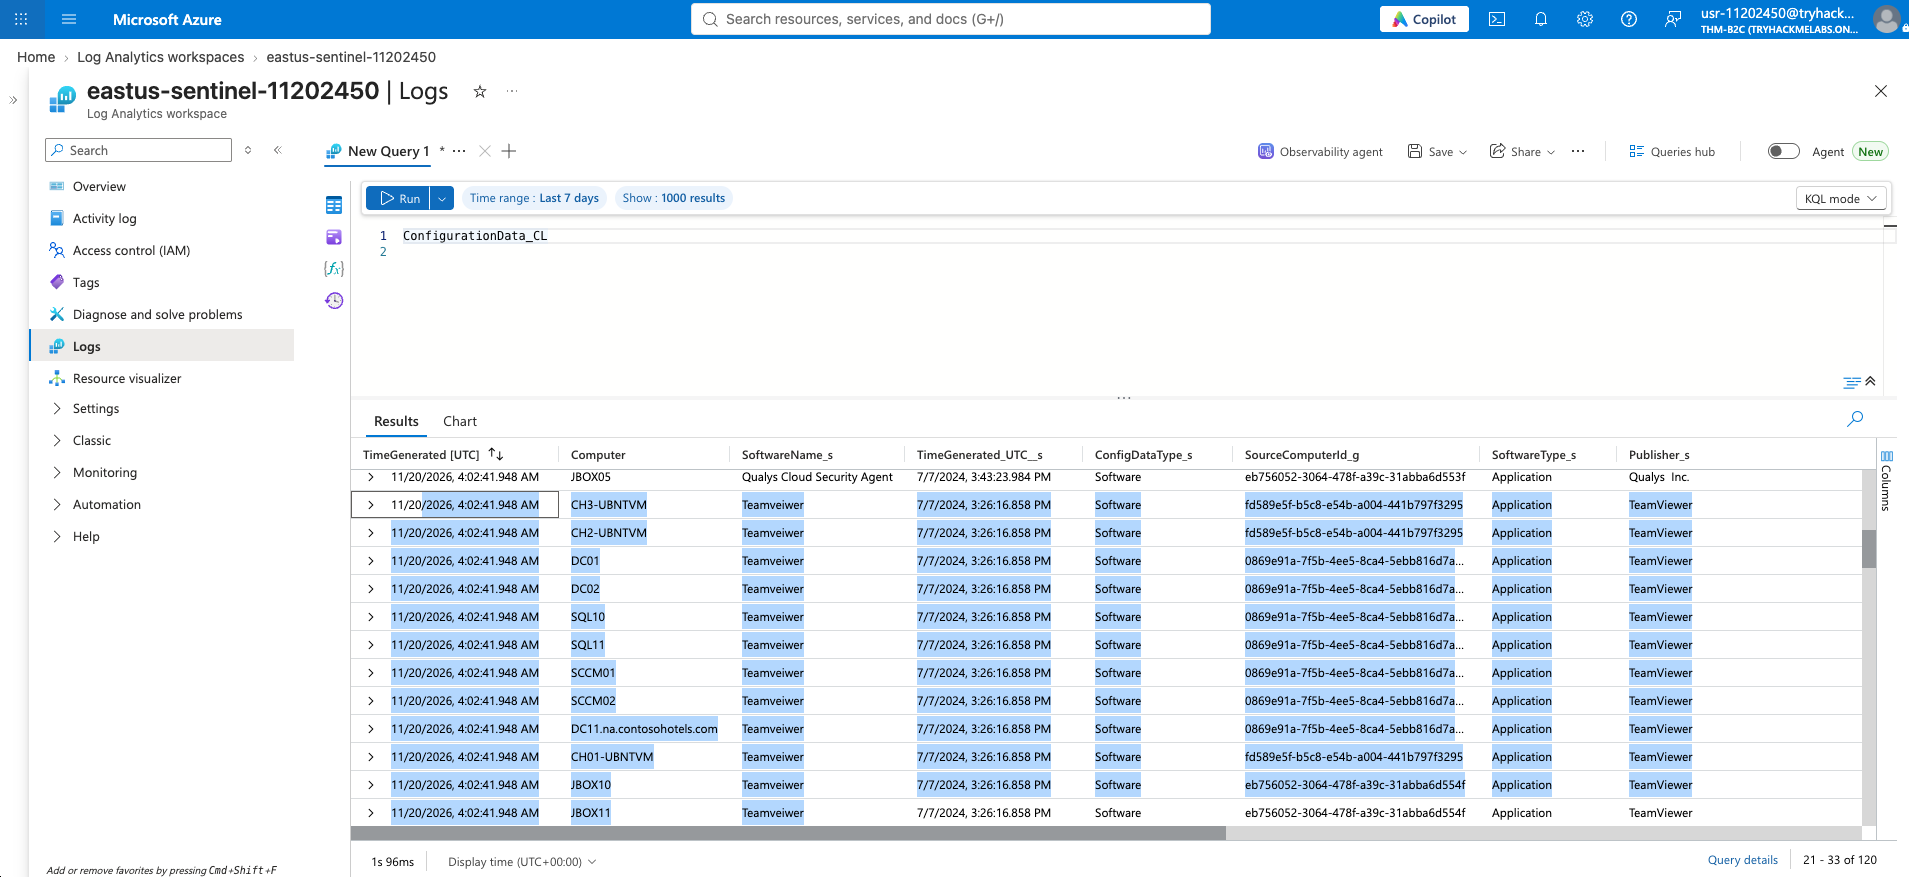 Microsoft Azure
Search resources, services, and docs (G+/)
Copilot
usr-11202450@tryhack...
THM-B2C (TRYHACKMELABS.ON...
Home > Log Analytics workspaces > eastus-sentinel-11202450
eastus-sentinel-11202450 | Logs
Log Analytics workspace
Search
Overview
Activity log
Access control (IAM)
Tags
Diagnose and solve problems
Logs
Resource visualizer
Settings
Classic
Monitoring
Automation
Help
Add or remove favorites by pressing Cmd+Shift+F
New Query 1 *
Observability agent
Save
Share
Queries hub
Agent
New
Run
Time range : Last 7 days
Show : 1000 results
KQL mode
1 ConfigurationData_CL
2
Results
Chart
TimeGenerated [UTC] Computer SoftwareName_s TimeGenerated_UTC__s ConfigDataType_s SourceComputerId_g SoftwareType_s Publisher_s
11/20/2026, 4:02:41.948 AM JBOX05 Qualys Cloud Security Agent 7/7/2024, 3:43:23.984 PM Software eb756052-3064-478f-a39c-31abba6d553f Application Qualys Inc.
11/20/2026, 4:02:41.948 AM CH3-UBNTVM Teamveiwer 7/7/2024, 3:26:16.858 PM Software fd589e5f-b5c8-e54b-a004-441b797f3295 Application TeamViewer
11/20/2026, 4:02:41.948 AM CH2-UBNTVM Teamveiwer 7/7/2024, 3:26:16.858 PM Software fd589e5f-b5c8-e54b-a004-441b797f3295 Application TeamViewer
11/20/2026, 4:02:41.948 AM DC01 Teamveiwer 7/7/2024, 3:26:16.858 PM Software 0869e91a-7f5b-4ee5-8ca4-5ebb816d7a... Application TeamViewer
11/20/2026, 4:02:41.948 AM DC02 Teamveiwer 7/7/2024, 3:26:16.858 PM Software 0869e91a-7f5b-4ee5-8ca4-5ebb816d7a... Application TeamViewer
11/20/2026, 4:02:41.948 AM SQL10 Teamveiwer 7/7/2024, 3:26:16.858 PM Software 0869e91a-7f5b-4ee5-8ca4-5ebb816d7a... Application TeamViewer
11/20/2026, 4:02:41.948 AM SQL11 Teamveiwer 7/7/2024, 3:26:16.858 PM Software 0869e91a-7f5b-4ee5-8ca4-5ebb816d7a... Application TeamViewer
11/20/2026, 4:02:41.948 AM SCCM01 Teamveiwer 7/7/2024, 3:26:16.858 PM Software 0869e91a-7f5b-4ee5-8ca4-5ebb816d7a... Application TeamViewer
11/20/2026, 4:02:41.948 AM SCCM02 Teamveiwer 7/7/2024, 3:26:16.858 PM Software 0869e91a-7f5b-4ee5-8ca4-5ebb816d7a... Application TeamViewer
11/20/2026, 4:02:41.948 AM DC11.na.contosohotels.com Teamveiwer 7/7/2024, 3:26:16.858 PM Software 0869e91a-7f5b-4ee5-8ca4-5ebb816d7a... Application TeamViewer
11/20/2026, 4:02:41.948 AM CH01-UBNTVM Teamveiwer 7/7/2024, 3:26:16.858 PM Software fd589e5f-b5c8-e54b-a004-441b797f3295 Application TeamViewer
11/20/2026, 4:02:41.948 AM JBOX10 Teamveiwer 7/7/2024, 3:26:16.858 PM Software eb756052-3064-478f-a39c-31abba6d554f Application TeamViewer
11/20/2026, 4:02:41.948 AM JBOX11 Teamveiwer 7/7/2024, 3:26:16.858 PM Software eb756052-3064-478f-a39c-31abba6d554f Application TeamViewer
Columns
1s 96ms
Display time (UTC+00:00)
Query details
21 - 33 of 120